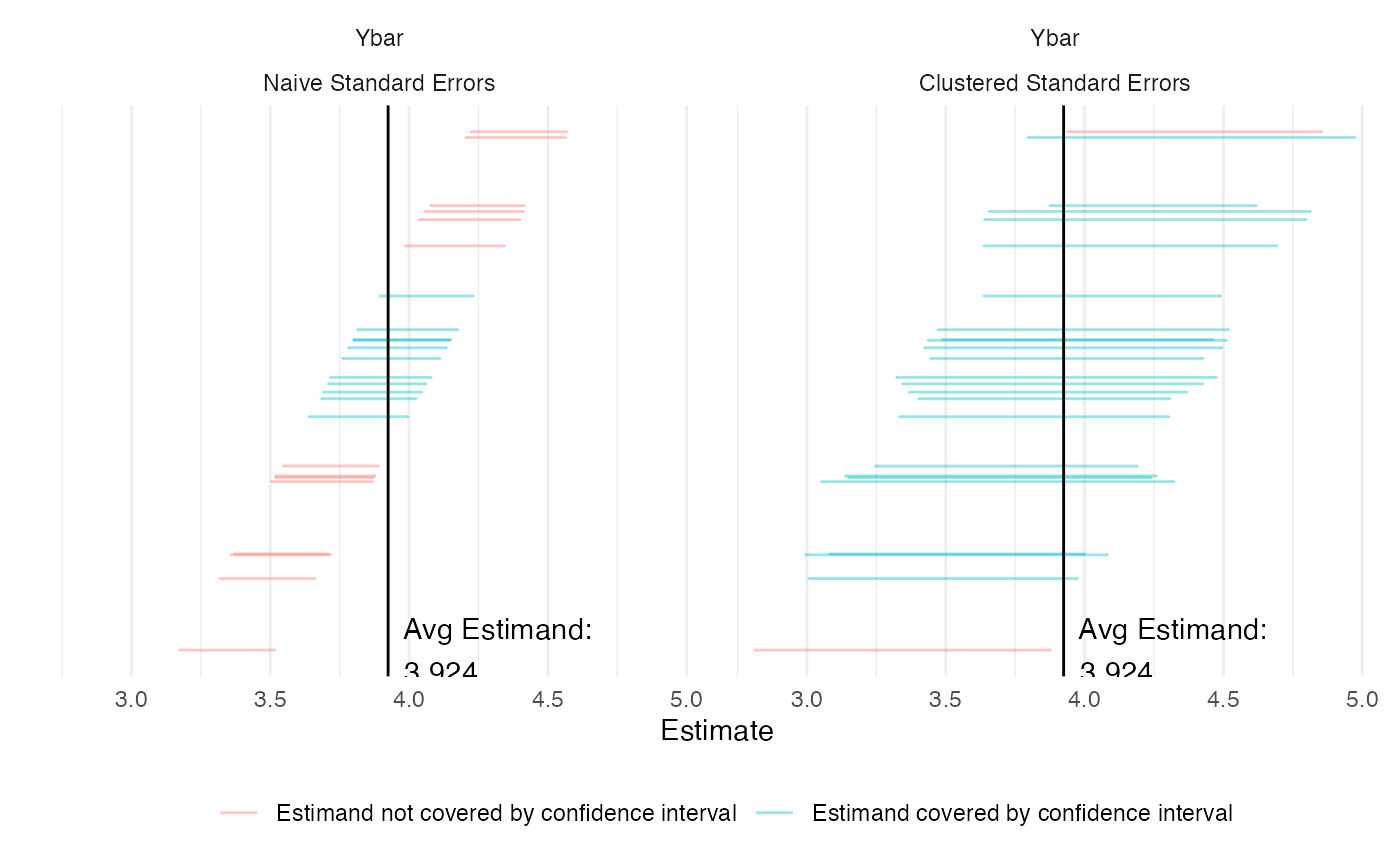 Ybar Ybar
Naive Standard Errors Clustered Standard Errors
Avg Estimand: Avg Estimand:
3.924 3.924
3.0 3.5 4.0 4.5 5.0 3.0 3.5 4.0 4.5 5.0
Estimate
Estimand not covered by confidence interval Estimand covered by confidence interval